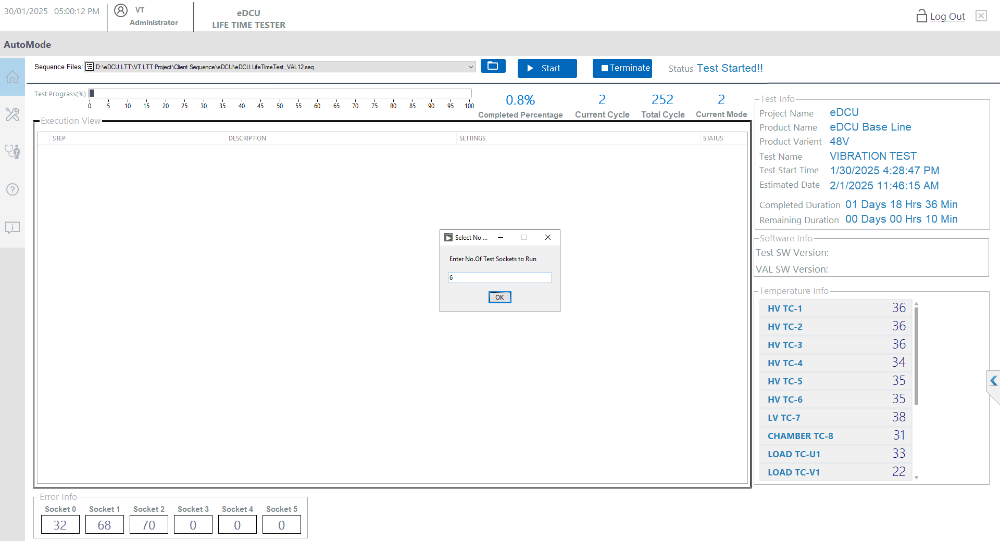 30/01/2025 05:00:12 PM
VT
Administrator
eDCU
LIFE TIME TESTER
Log Out
AutoMode
Sequence Files: D:\eDCU LTT\VT LTT Project\Client Sequence\eDCU\eDCU LifeTimeTest_VAL12.seq
Start
Terminate
Status Test Started!!
Test Prograss(%)
0 5 10 15 20 25 30 35 40 45 50 55 60 65 70 75 80 85 90 95 100
0.8% 2 252 2
Completed Percentage Current Cycle Total Cycle Current Mode
Execution View
STEP DESCRIPTION SETTINGS STATUS
Select No ...
Enter No.Of Test Sockets to Run
6
OK
Test Info
Project Name eDCU
Product Name eDCU Base Line
Product Varient 48V
Test Name VIBRATION TEST
Test Start Time 1/30/2025 4:28:47 PM
Estimated Date 2/1/2025 11:46:15 AM
Completed Duration 01 Days 18 Hrs 36 Min
Remaining Duration 00 Days 00 Hrs 10 Min
Software Info
Test SW Version:
VAL SW Version:
Temperature Info
HV TC-1 36
HV TC-2 36
HV TC-3 36
HV TC-4 34
HV TC-5 35
HV TC-6 35
LV TC-7 38
CHAMBER TC-8 31
LOAD TC-U1 33
LOAD TC-V1 22
Error Info
Socket 0 Socket 1 Socket 2 Socket 3 Socket 4 Socket 5
32 68 70 0 0 0